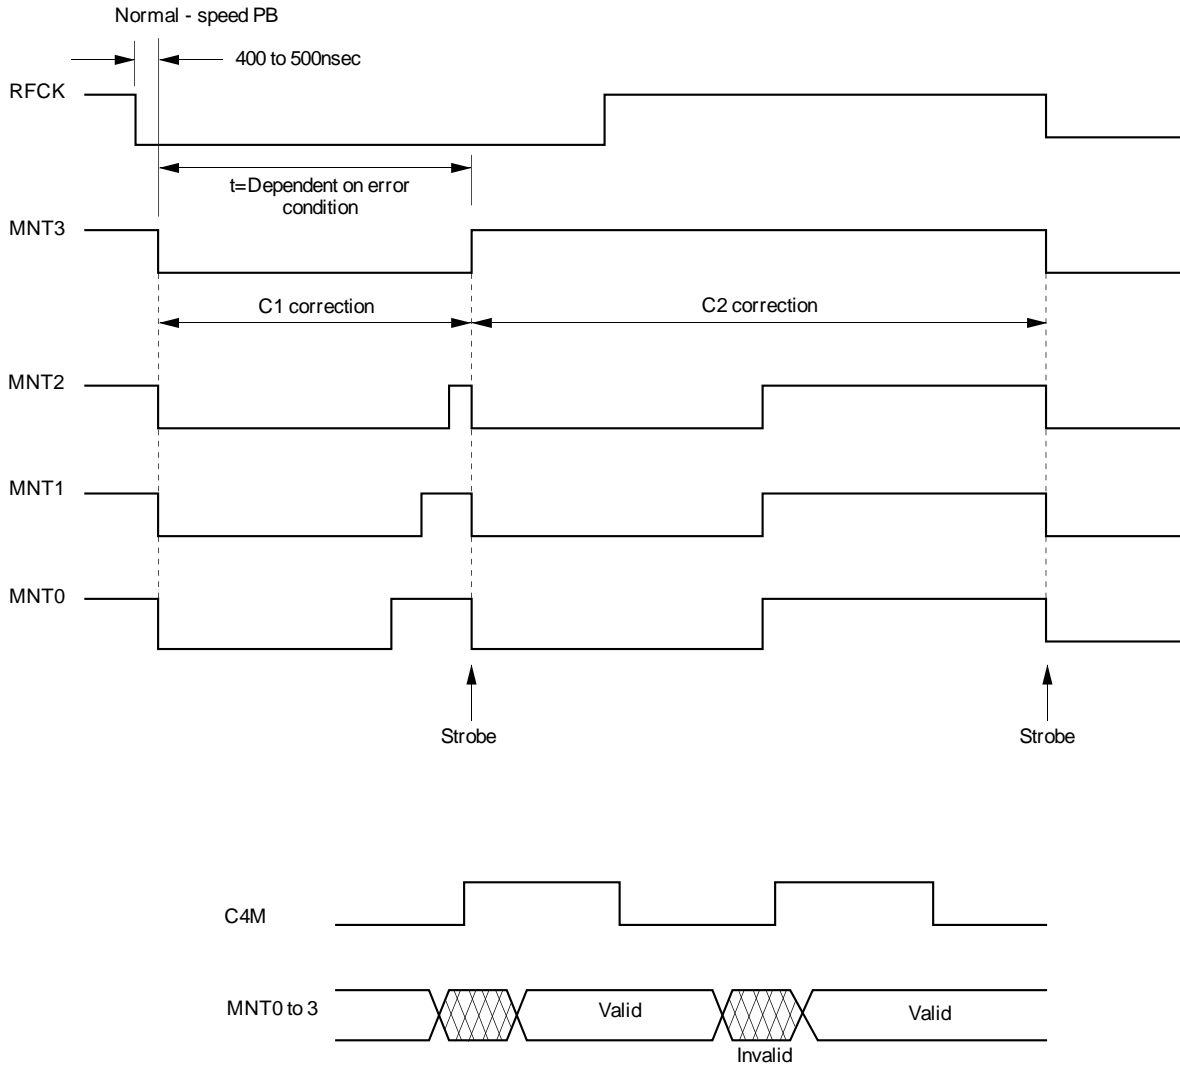 Normal - speed PB
400 to 500nsec
RFCK
t=Dependent on error
condition
MNT3
C1 correction
C2 correction
MNT2
MNT1
MNT0
Strobe
Strobe
C4M
MNT0 to 3
Valid
Valid
Invalid